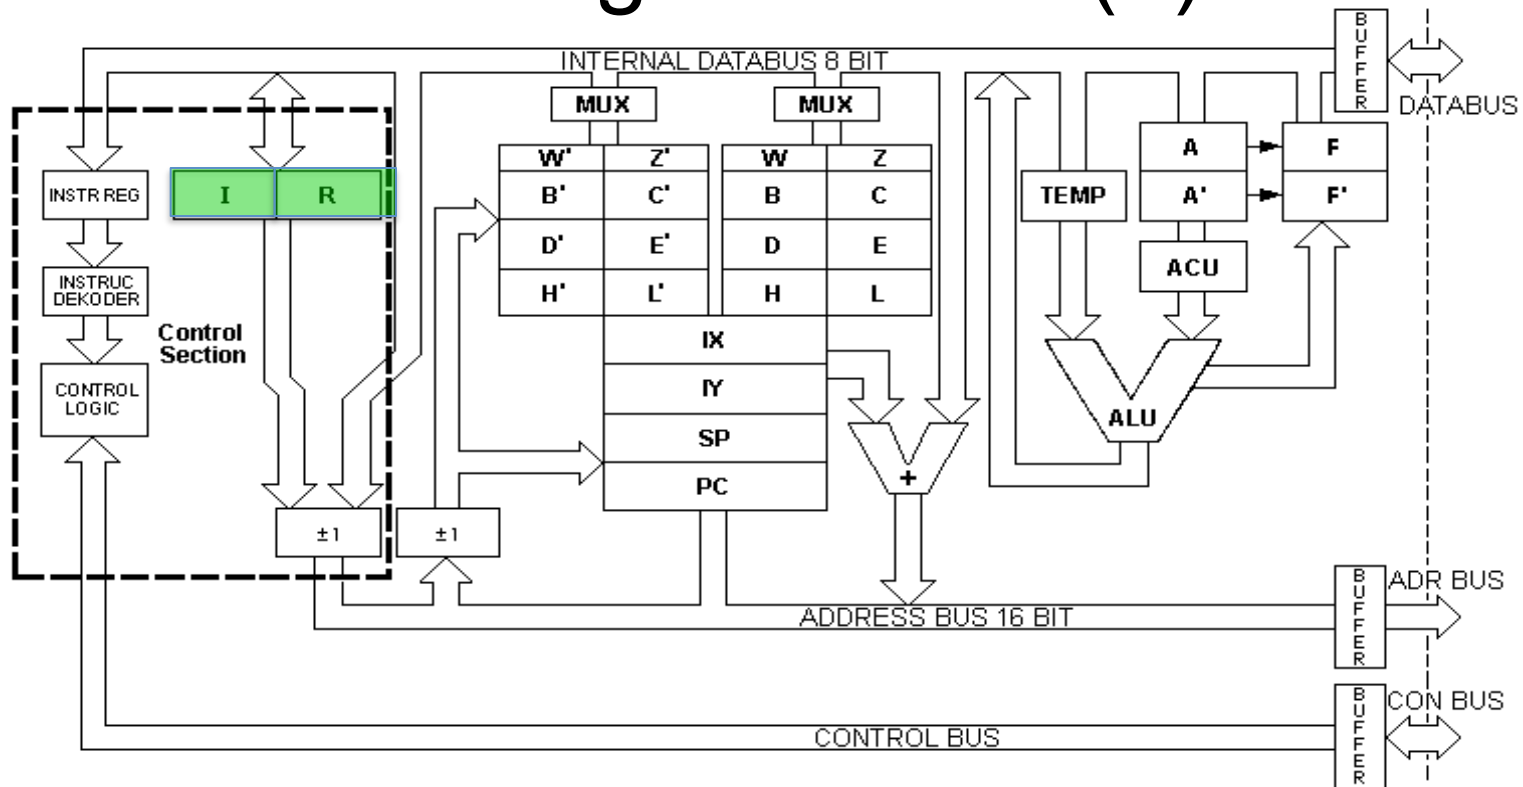 g
( )
INTERNAL DATABUS 8 BIT
BUFFER
DATABUS
MUX
MUX
W' Z' W Z
A F
INSTR REG
I R
B' C' B C
TEMP
A' F'
D' E' D E
ACU
INSTRUC
DEKODER
H' L' H L
Control
Section
IX
CONTROL
LOGIC
IY
ALU
SP
+
PC
±1
±1
BUFFER
ADR BUS
ADDRESS BUS 16 BIT
BUFFER
CON BUS
CONTROL BUS